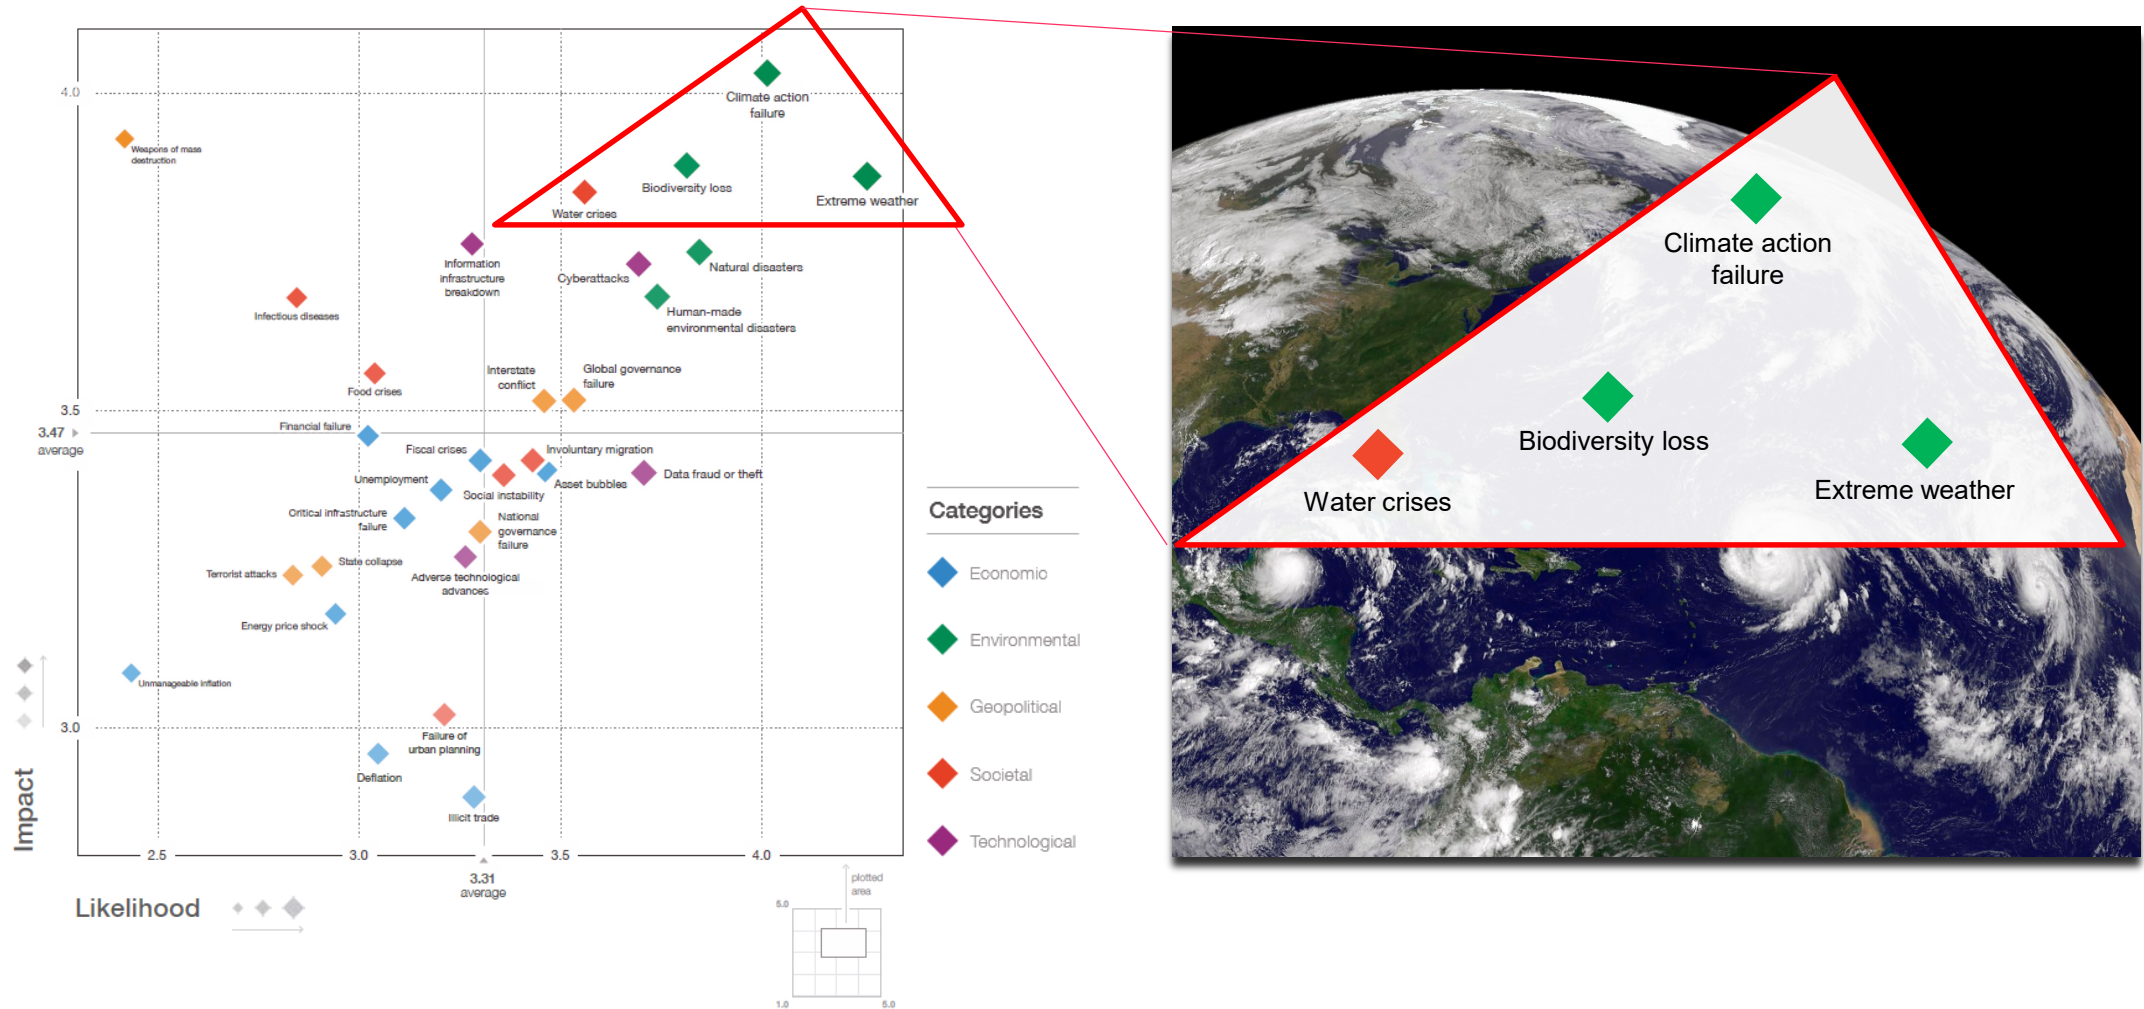 4.0
Climate action
failure
Weapons of mass
destruction
Biodiversity loss
Extreme weather
Water crises
Information
infrastructure
breakdown
Cyberattacks
Natural disasters
Human-made
environmental disasters
Infectious diseases
Food crises
Interstate
conflict
Global governance
failure
3.5
3.47
average
Financial failure
Fiscal crises
Involuntary migration
Unemployment
Social instability
Asset bubbles
Data fraud or theft
Critical infrastructure
failure
National
governance
failure
State collapse
Terrorist attacks
Adverse technological
advances
Energy price shock
Unmanageable inflation
3.0
Failure of
urban planning
Deflation
Illicit trade
Impact
2.5
3.0
3.5
4.0
3.31
average
Likelihood
plotted
area
5.0
1.0
5.0
Categories
Economic
Environmental
Geopolitical
Societal
Technological
Climate action
failure
Biodiversity loss
Water crises
Extreme weather